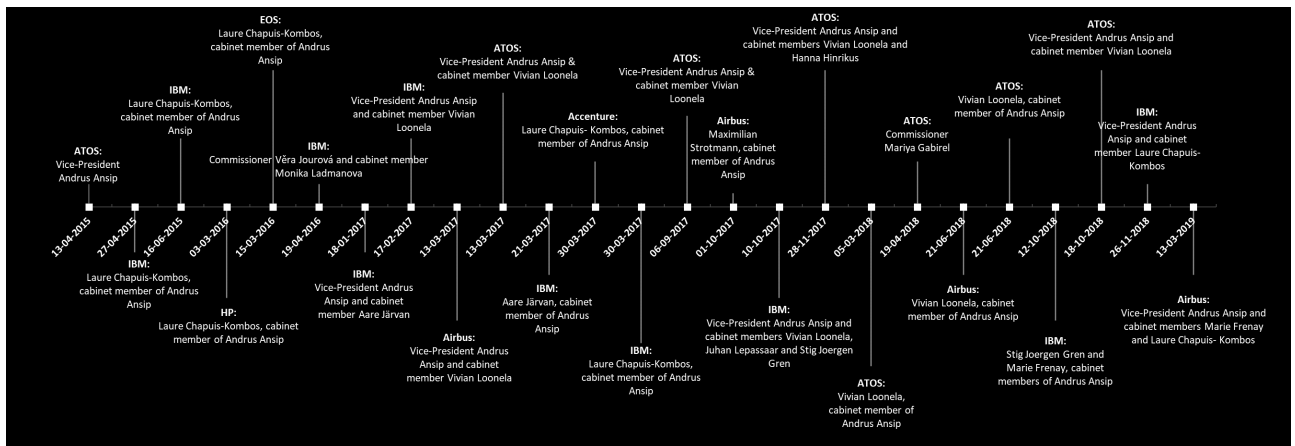 ATOS:
Vice-President
Andrus Ansip
IBM:
Laure Chapuis-Kombos,
cabinet member of Andrus
Ansip
EOS:
Laure Chapuis-Kombos,
cabinet member of Andrus
Ansip
IBM:
Commissioner Věra Jourová and cabinet member
Monika Ladmanova
IBM:
Vice-President Andrus Ansip
and cabinet member Vivian
Loonela
ATOS:
Vice-President Andrus Ansip &
cabinet member Vivian Loonela
Accenture:
Laure Chapuis- Kombos, cabinet
member of Andrus Ansip
ATOS:
Vice-President Andrus Ansip &
cabinet member Vivian
Loonela
Airbus:
Maximilian
Strotmann, cabinet
member of Andrus
Ansip
ATOS:
Vice-President Andrus Ansip and
cabinet members Vivian Loonela and
Hanna Hinrikus
ATOS:
Commissioner
Mariya Gabirel
ATOS:
Vivian Loonela, cabinet
member of Andrus Ansip
ATOS:
Vice-President Andrus Ansip and
cabinet member Vivian Loonela
IBM:
Vice-President Andrus
Ansip and cabinet
member Laure Chapuis-
Kombos
13-04-2015
27-04-2015
16-06-2015
03-03-2016
15-03-2016
19-04-2016
18-01-2017
17-02-2017
13-03-2017
13-03-2017
21-03-2017
30-03-2017
30-03-2017
06-09-2017
01-10-2017
10-10-2017
28-11-2017
05-03-2018
19-04-2018
21-06-2018
21-06-2018
12-10-2018
18-10-2018
26-11-2018
13-03-2019
IBM:
Laure Chapuis-Kombos,
cabinet member of Andrus
Ansip
HP:
Laure Chapuis-Kombos, cabinet
member of Andrus Ansip
IBM:
Vice-President Andrus
Ansip and cabinet
member Aare Järvan
Airbus:
Vice-President Andrus
Ansip and cabinet
member Vivian Loonela
IBM:
Aare Järvan, cabinet
member of Andrus
Ansip
IBM:
Laure Chapuis-Kombos,
cabinet member of Andrus
Ansip
IBM:
Vice-President Andrus Ansip and
cabinet members Vivian Loonela,
Juhan Lepassaar and Stig Joergen
Gren
ATOS:
Vivian Loonela,
cabinet member of
Andrus Ansip
Airbus:
Vivian Loonela, cabinet
member of Andrus Ansip
IBM:
Stig Joergen Gren and
Marie Frenay, cabinet
members of Andrus Ansip
Airbus:
Vice-President Andrus Ansip and
cabinet members Marie Frenay
and Laure Chapuis- Kombos